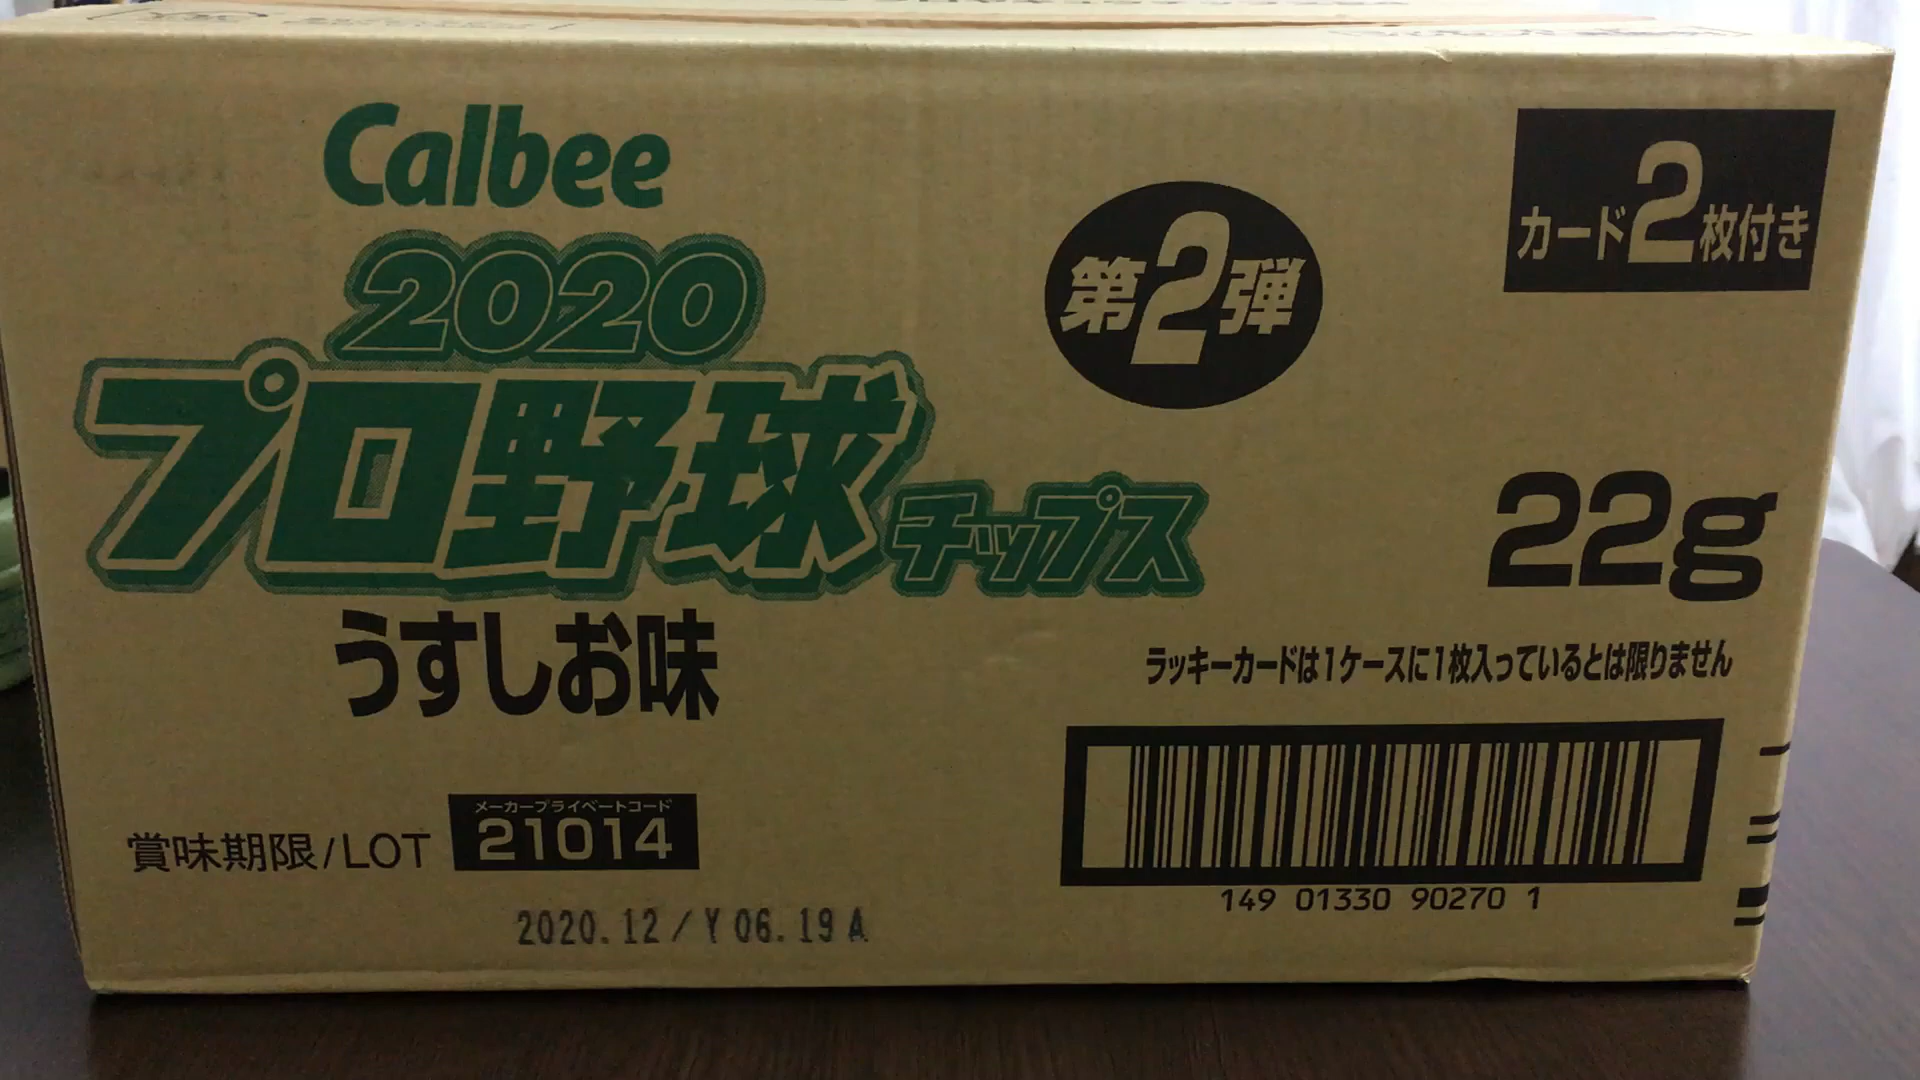 Calbee
2020
プロ野球チップス
うすしお味
第2弾
カード2枚付き
22g
ラッキーカードは1ケースに1枚入っているとは限りません
賞味期限/LOT
メーカープライベートコード
21014
2020.12/Y 06.19 A
149 01330 90270 1